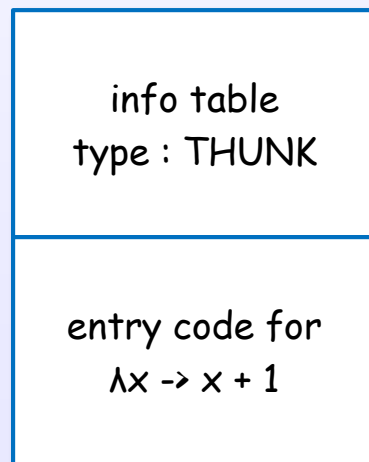 info table
type : THUNK
entry code for
λx -> x + 1